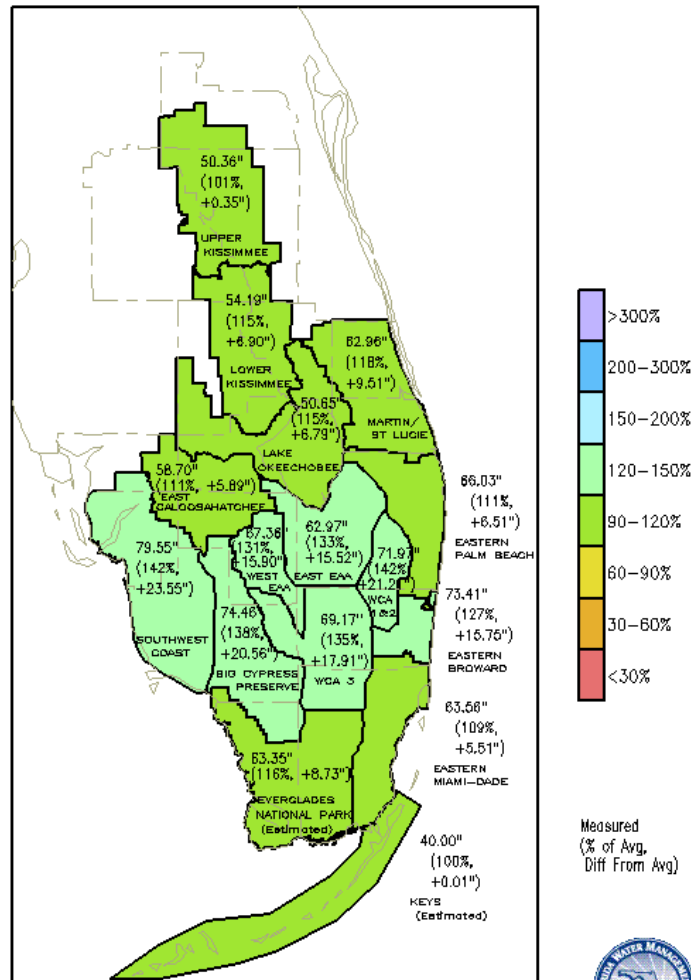 50.36"
(101%,
+0.35")
UPPER
KISSIMMEE
54.19"
(115%,
+6.90")
LOWER
KISSIMMEE
62.96"
(118%,
+9.51")
MARTIN/
ST LUCIE
50.65"
(115%,
+6.79")
LAKE
OKEECHOBEE
58.70"
(111%, +5.89")
EAST
CALOOSAHATCHEE
66.03"
(111%,
+6.51")
EASTERN
PALM BEACH
79.55"
(142%,
+23.55")
SOUTHWEST
COAST
67.36"
(131%,
+15.90")
WEST
EAA
62.97"
(133%,
+15.52")
EAST EAA
71.97"
(142%
+21.2
WCA
1&2
74.46"
(138%,
+20.56")
BIG CYPRESS
PRESERVE
69.17"
(135%,
+17.91")
WCA 3
73.41"
(127%,
+15.75")
EASTERN
BROWARD
63.56"
(109%,
+5.51")
EASTERN
MIAMI-DADE
63.35"
(116%, +8.73")
EVERGLADES
NATIONAL PARK
(Estimated)
40.00"
(100%,
+0.01")
KEYS
(Estimated)
>300%
200-300%
150-200%
120-150%
90-120%
60-90%
30-60%
<30%
Measured
(% of Avg,
Diff From Avg)
WATER